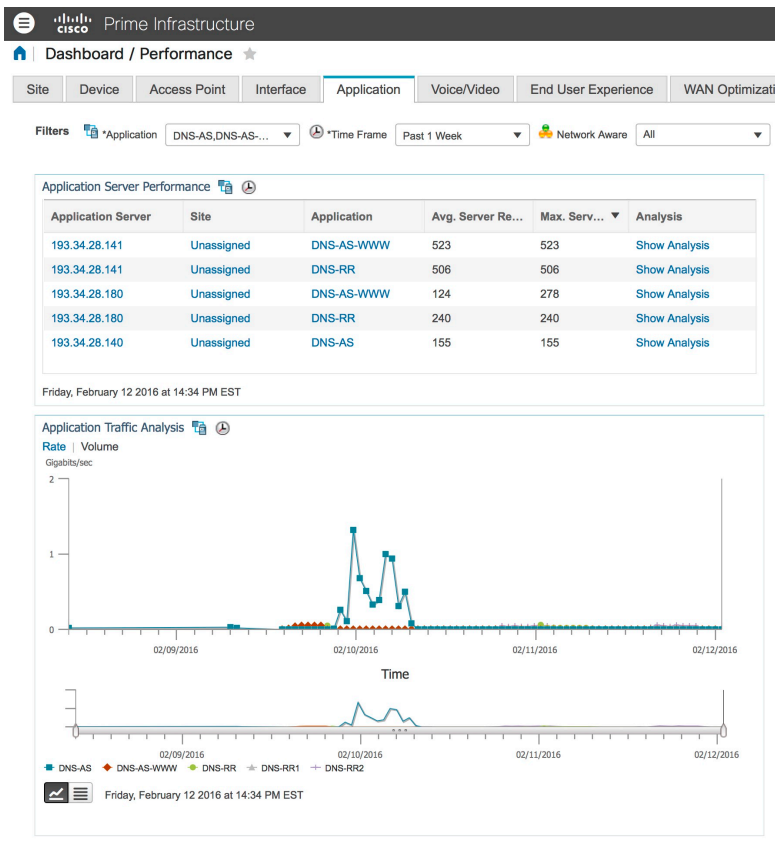 cisco Prime Infrastructure
Dashboard / Performance
Site Device Access Point Interface Application Voice/Video End User Experience WAN Optimizati
Filters *Application DNS-AS,DNS-AS-... *Time Frame Past 1 Week Network Aware All
Application Server Performance
Application Server Site Application Avg. Server Re... Max. Serv... Analysis
193.34.28.141 Unassigned DNS-AS-WWW 523 523 Show Analysis
193.34.28.141 Unassigned DNS-RR 506 506 Show Analysis
193.34.28.180 Unassigned DNS-AS-WWW 124 278 Show Analysis
193.34.28.180 Unassigned DNS-RR 240 240 Show Analysis
193.34.28.140 Unassigned DNS-AS 155 155 Show Analysis
Friday, February 12 2016 at 14:34 PM EST
Application Traffic Analysis
Rate | Volume
Gigabits/sec
2
1
0
02/09/2016 02/10/2016 02/11/2016 02/12/2016
Time
02/09/2016 02/10/2016 02/11/2016 02/12/2016
DNS-AS DNS-AS-WWW DNS-RR DNS-RR1 DNS-RR2
Friday, February 12 2016 at 14:34 PM EST